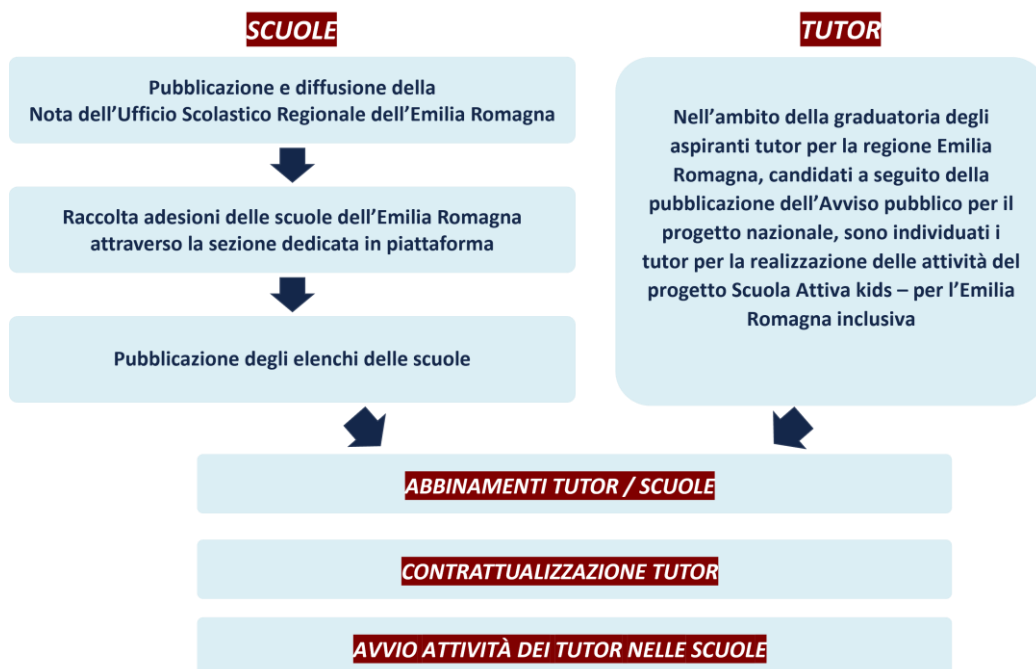 SCUOLE
Pubblicazione e diffusione della
Nota dell’Ufficio Scolastico Regionale dell’Emilia Romagna
Raccolta adesioni delle scuole dell’Emilia Romagna
attraverso la sezione dedicata in piattaforma
Pubblicazione degli elenchi delle scuole
TUTOR
Nell’ambito della graduatoria degli
aspiranti tutor per la regione Emilia
Romagna, candidati a seguito della
pubblicazione dell’Avviso pubblico per il
progetto nazionale, sono individuati i
tutor per la realizzazione delle attività del
progetto Scuola Attiva kids – per l’Emilia
Romagna inclusiva
ABBINAMENTI TUTOR / SCUOLE
CONTRATTUALIZZAZIONE TUTOR
AVVIO ATTIVITÀ DEI TUTOR NELLE SCUOLE